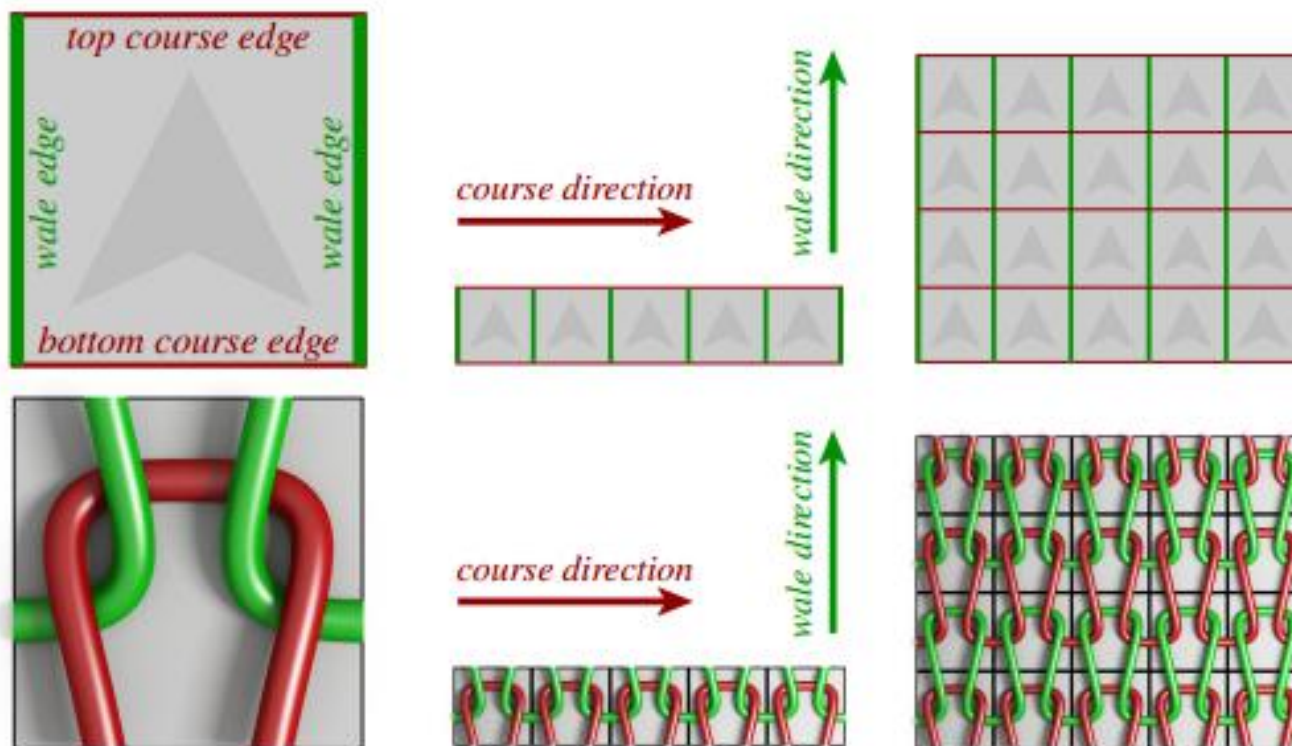 top course edge
wale edge
wale edge
bottom course edge
course direction
wale direction
course direction
wale direction